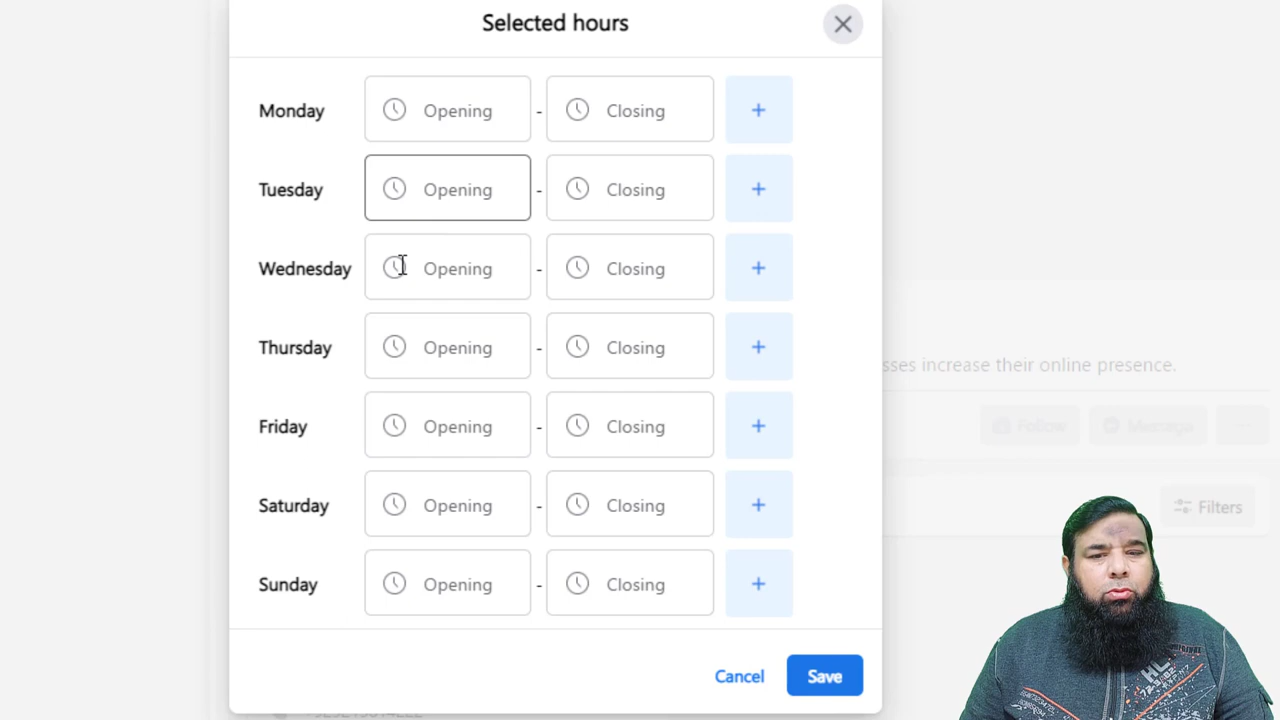 Selected hours
Monday Opening - Closing +
Tuesday Opening - Closing +
Wednesday Opening - Closing +
Thursday Opening - Closing +
sses increase their online presence.
Follow Message ...
Friday Opening - Closing +
Saturday Opening - Closing +
Filters
Sunday Opening - Closing +
Cancel Save